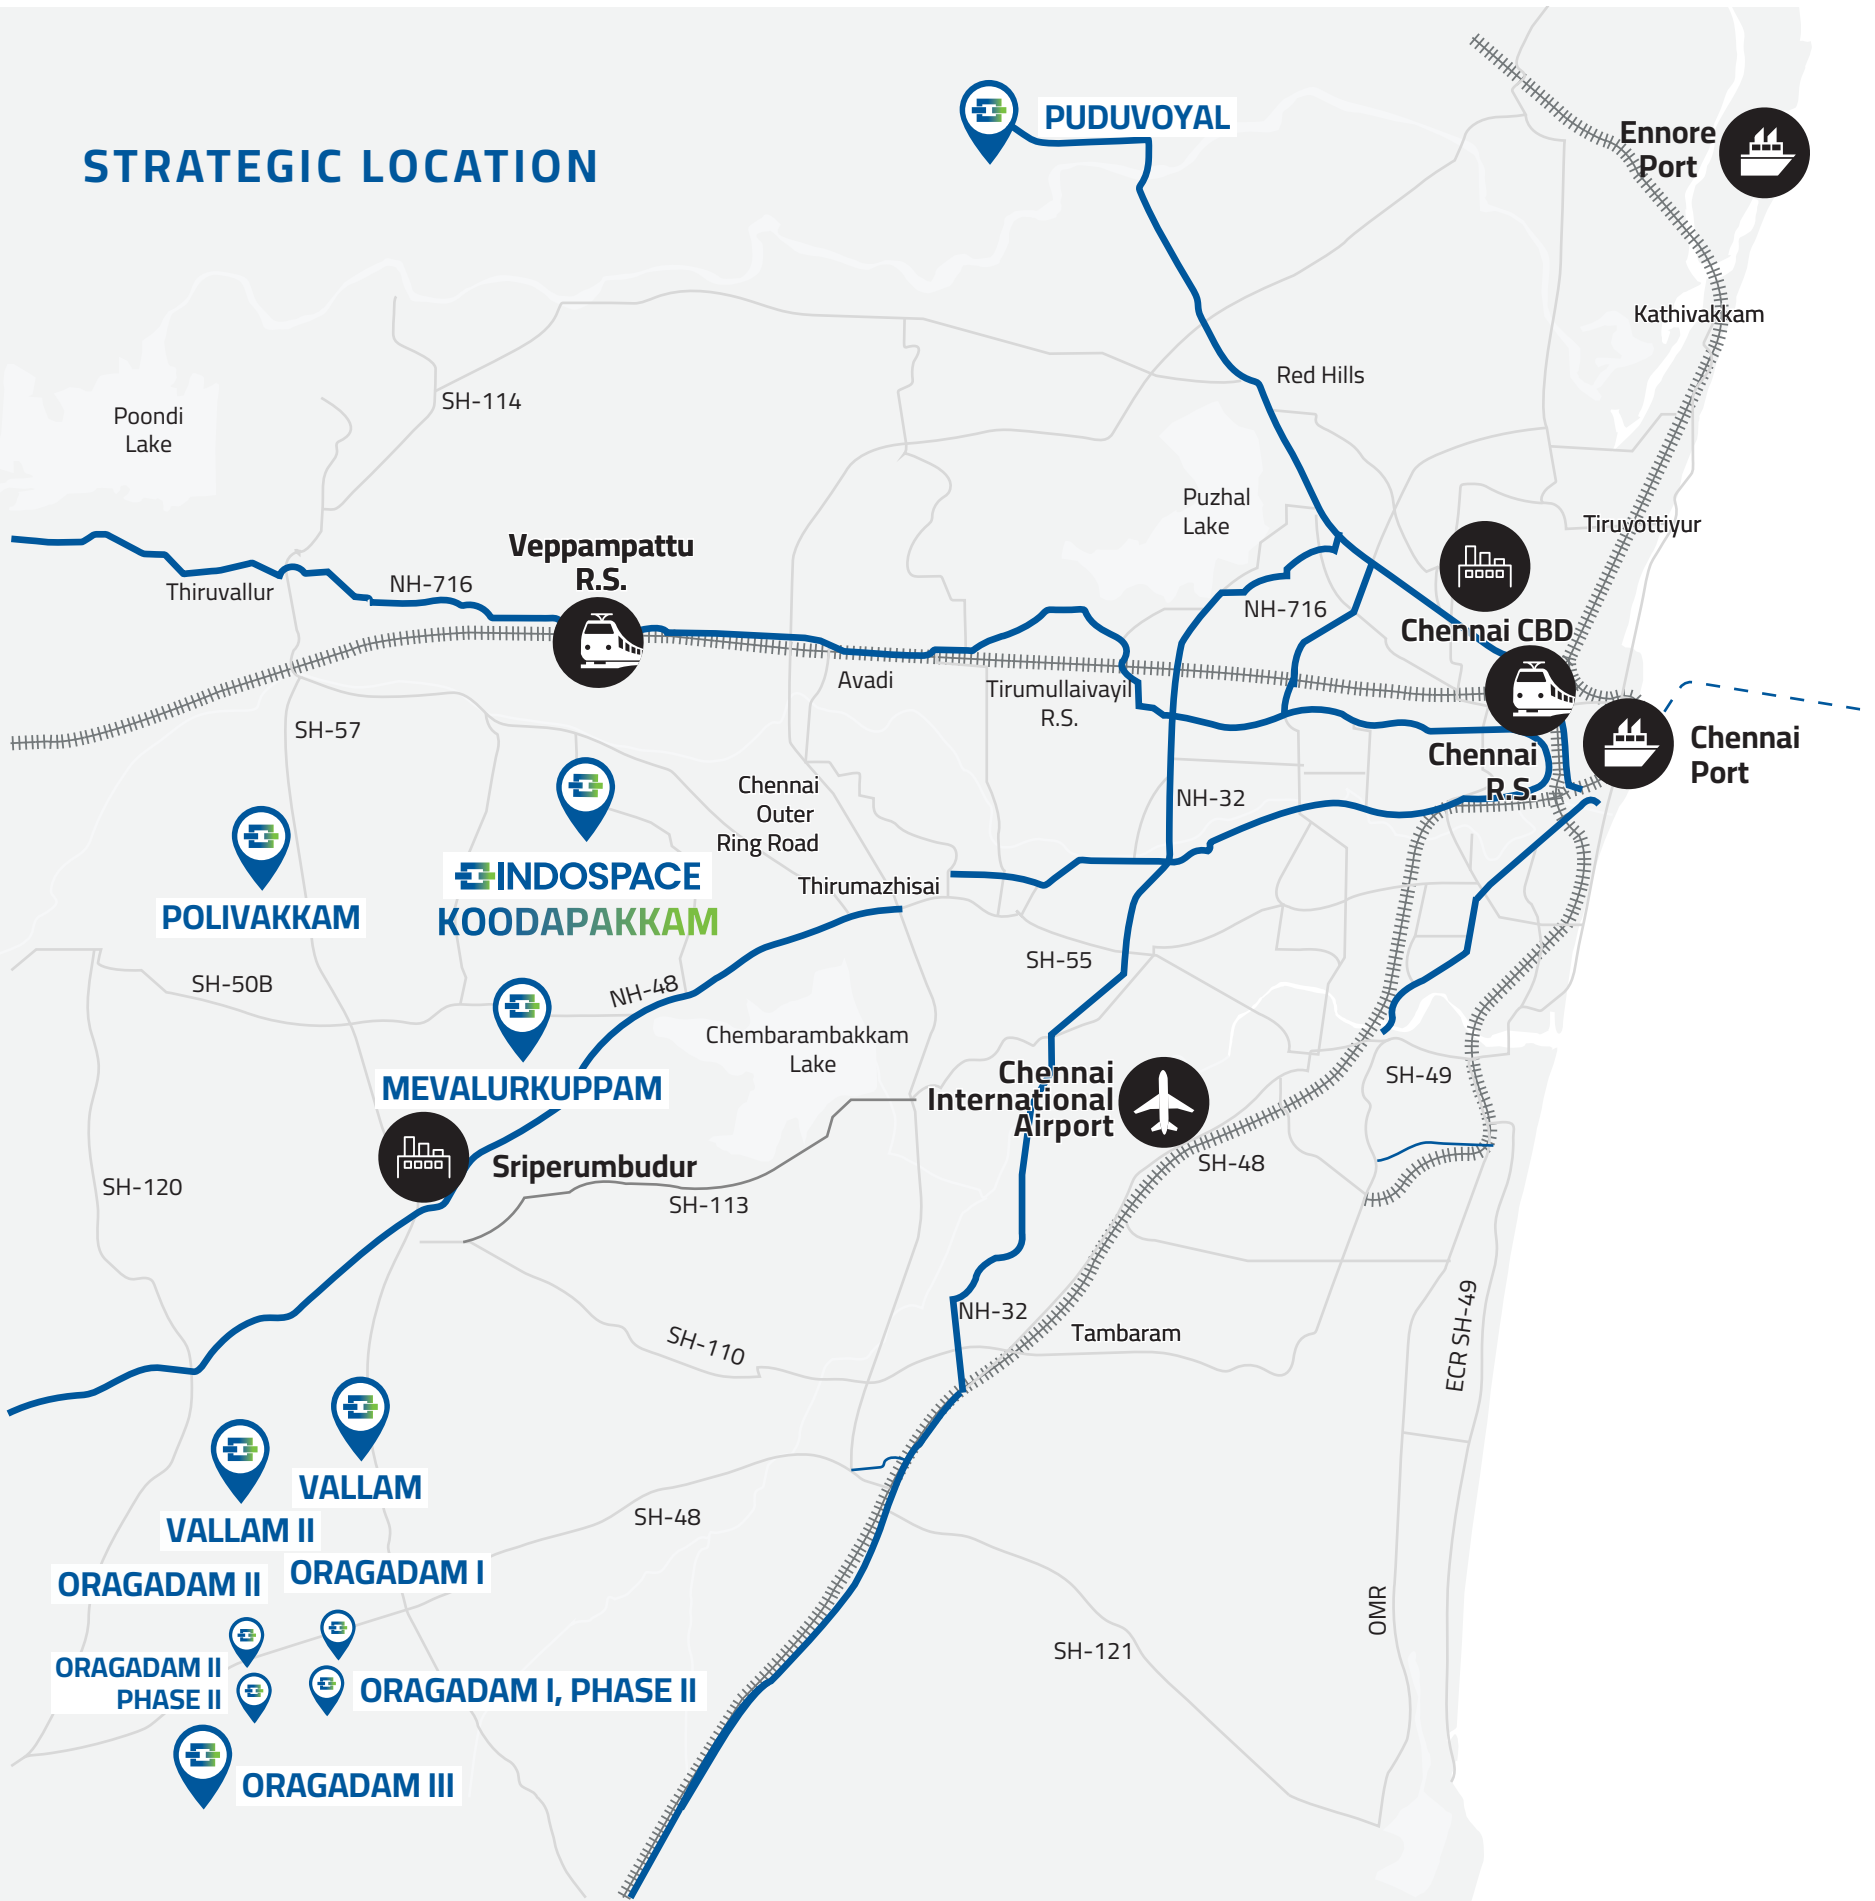 STRATEGIC LOCATION
PUDUVOYAL
Ennore
Port
Kathivakkam
Red Hills
SH-114
Poondi
Lake
Puzhal
Lake
Tiruvottiyur
Veppampattu
R.S.
Thiruvallur
NH-716
NH-716
Chennai CBD
Avadi
Tirumullaivayil
R.S.
SH-57
Chennai
R.S.
Chennai
Port
Chennai
Outer
Ring Road
NH-32
Thirumazhisai
POLIVAKKAM
INDOSPACE
KOODAPAKKAM
SH-50B
NH-48
SH-55
Chembarambakkam
Lake
MEVALURKUPPAM
Chennai
International
Airport
SH-49
Sriperumbudur
SH-48
SH-120
SH-113
NH-32
Tambaram
SH-110
ECR SH-49
VALLAM
VALLAM II
SH-48
ORAGADAM II
ORAGADAM I
OMR
SH-121
ORAGADAM II
PHASE II
ORAGADAM I, PHASE II
ORAGADAM III